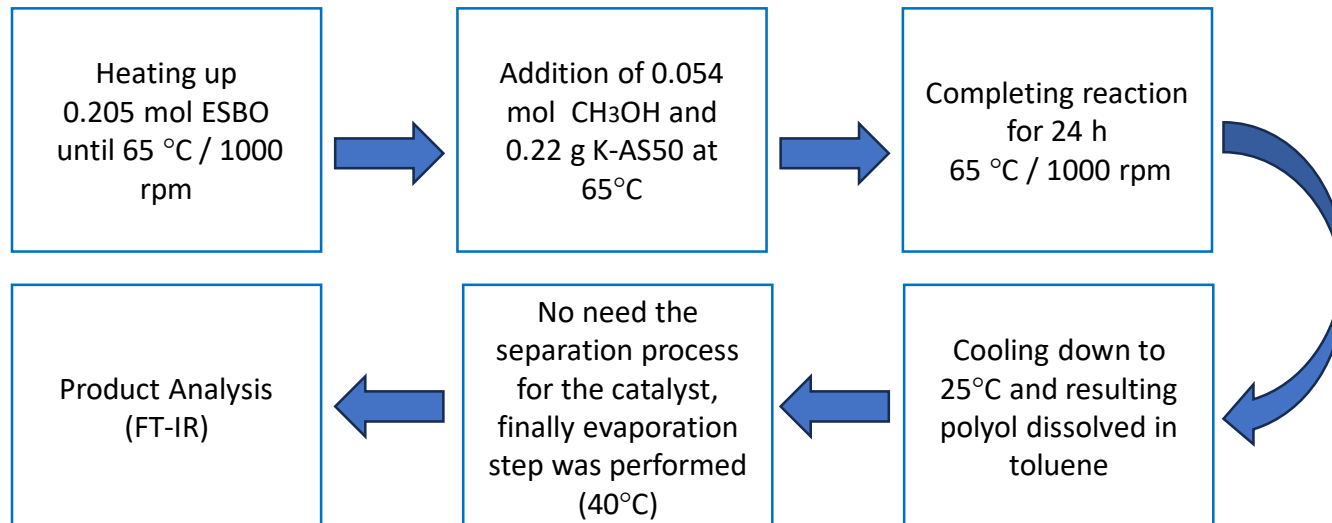 Heating up
0.205 mol ESBO
until 65 °C / 1000
rpm
Addition of 0.054
mol CH3OH and
0.22 g K-AS50 at
65°C
Completing reaction
for 24 h
65 °C / 1000 rpm
Cooling down to
25°C and resulting
polyol dissolved in
toluene
No need the
separation process
for the catalyst,
finally evaporation
step was performed
(40°C)
Product Analysis
(FT-IR)